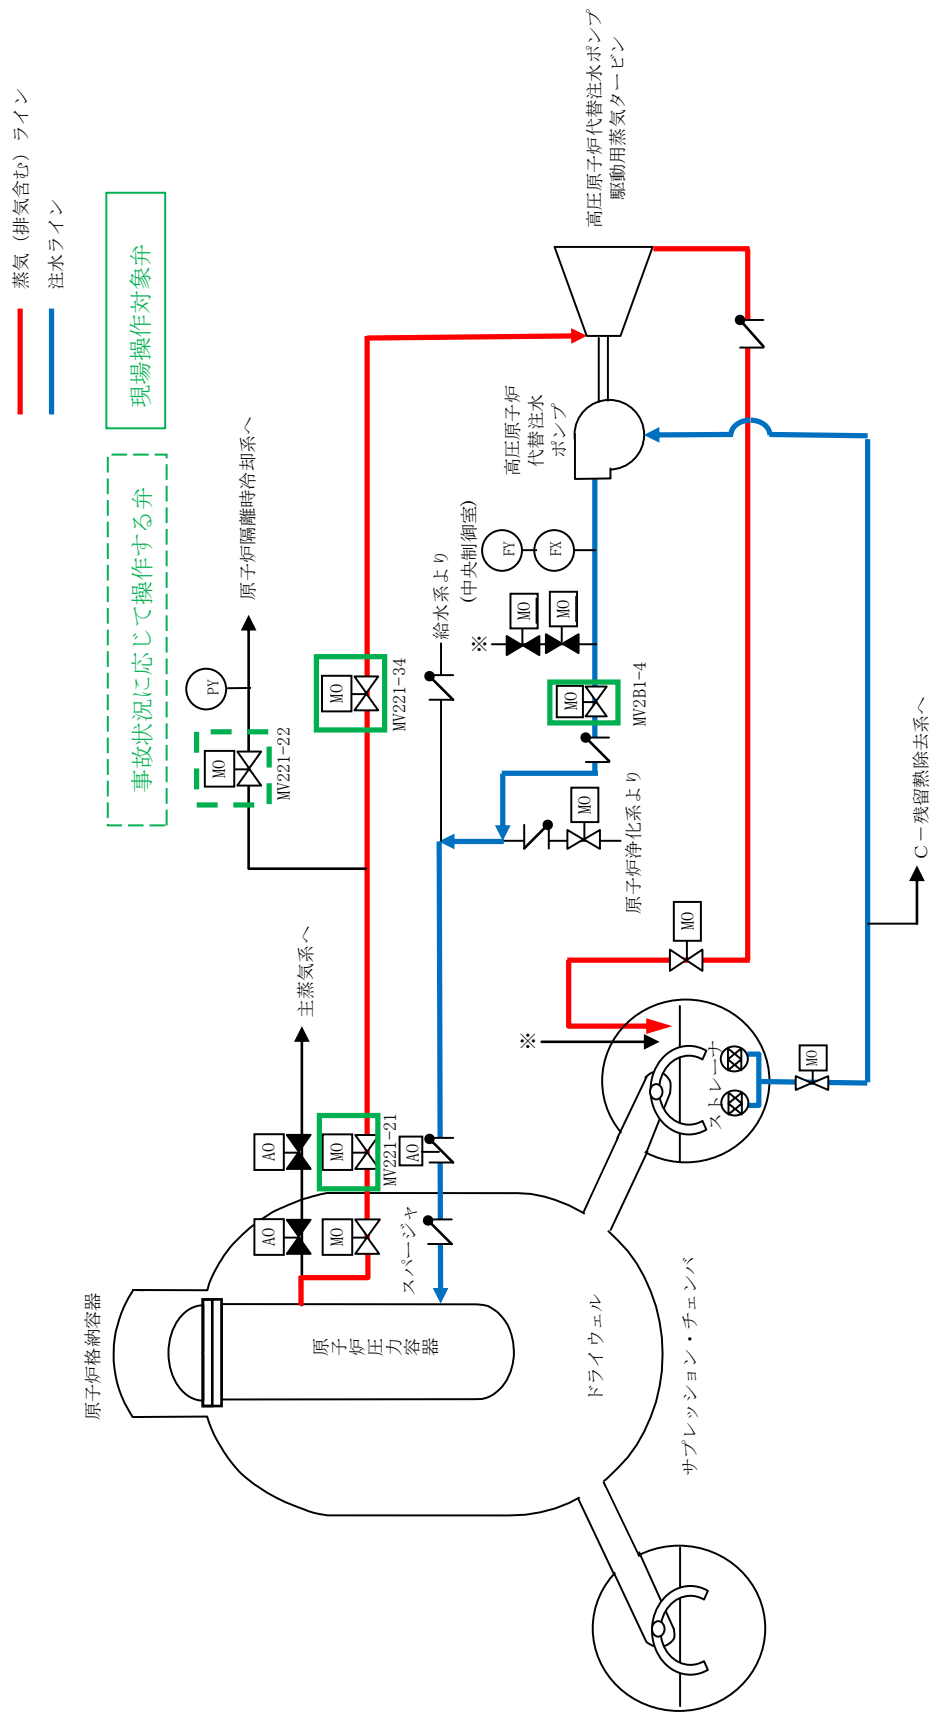 蒸気（排気含む）ライン
注水ライン
現場操作対象弁
事故状況に応じて操作する弁
原子炉隔離時冷却系へ
PY
MO
MV221-22
MO
MV221-34
主蒸気系へ
AO
AO
MO
MV221-21
MO
原子炉格納容器
原子炉圧力容器
高圧原子炉代替注水ポンプ
駆動用蒸気タービン
高圧原子炉
代替注水
ポンプ
(中央制御室)
FY
FX
給水系より
※
MO
MO
MO
MV2B1-4
MO
原子炉浄化系より
AO
スパージャ
ドライウェル
サプレッション・チェンバ
MO
※
ストレーナ
MO
C－残留熱除去系へ